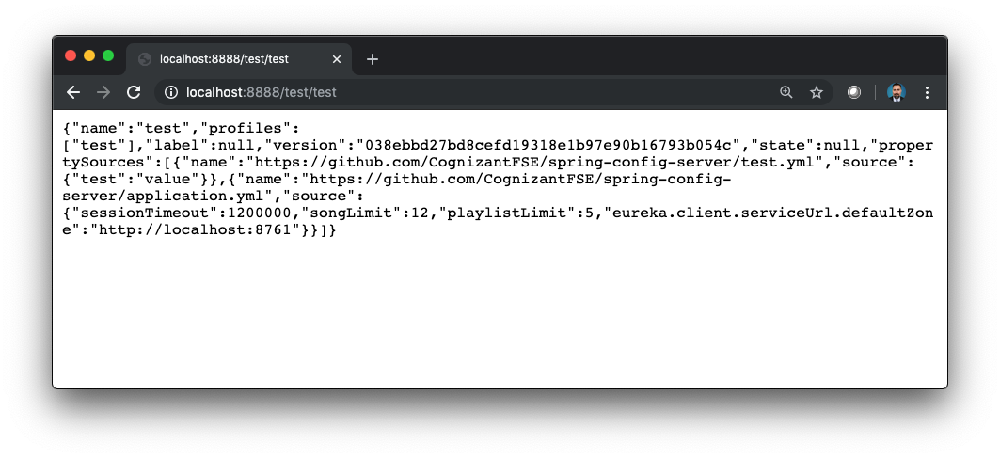 localhost:8888/test/test
localhost:8888/test/test
{"name":"test","profiles":
["test"],"label":null,"version":"038ebbd27bd8cefd19318e1b97e90b16793b054c","state":null,"proper
tySources":[{"name":"https://github.com/CognizantFSE/spring-config-server/test.yml","source":
{"test":"value"}},{"name":"https://github.com/CognizantFSE/spring-config-
server/application.yml","source":
{"sessionTimeout":1200000,"songLimit":12,"playlistLimit":5,"eureka.client.serviceUrl.defaultZon
e":"http://localhost:8761"}}]}